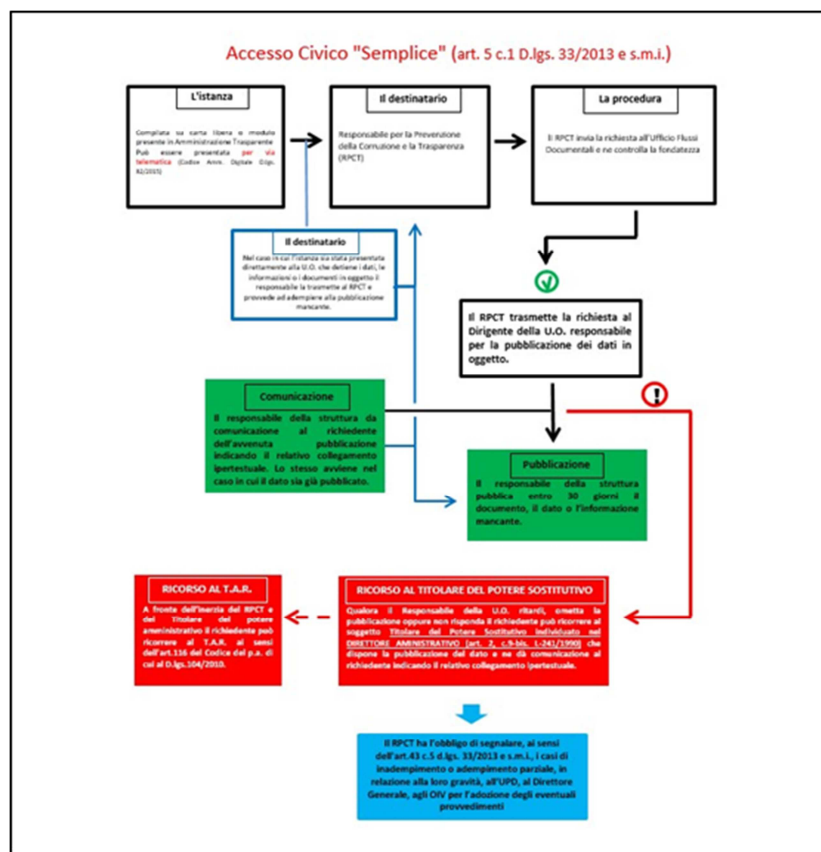 Accesso Civico "Semplice" (art. 5 c.1 D.lgs. 33/2013 e s.m.i.)
L'istanza
Compilata su carta libera o modulo
presente in Amministrazione Trasparente
Può essere presentata per via
telematica (Codice Amm. Digitale D.lgs.
82/2005)
Il destinatario
Responsabile per la Prevenzione
della Corruzione e la Trasparenza
(RPCT)
La procedura
Il RPCT invia la richiesta all'Ufficio Flussi
Documentali e ne controlla la fondatezza
Il destinatario
Nel caso in cui l'istanza sia stata presentata
direttamente alla U.O. che detiene i dati, le
informazioni o i documenti in oggetto il
responsabile la trasmette al RPCT e
provvede ad adempiere alla pubblicazione
mancante.
Il RPCT trasmette la richiesta al
Dirigente della U.O. responsabile
per la pubblicazione dei dati in
oggetto.
!
Comunicazione
Il responsabile della struttura da
comunicazione al richiedente
dell'avvenuta pubblicazione
indicando il relativo collegamento
ipertestuale. Lo stesso avviene nel
caso in cui il dato sia già pubblicato.
Pubblicazione
Il responsabile della struttura
pubblica entro 30 giorni il
documento, il dato o l'informazione
mancante.
RICORSO AL T.A.R.
A fronte dell'inerzia del RPCT e
del Titolare del potere
amministrativo il richiedente può
ricorrere al T.A.R. ai sensi
dell'art.116 del Codice del p.a. di
cui al D.lgs.104/2010.
RICORSO AL TITOLARE DEL POTERE SOSTITUTIVO
Qualora il Responsabile della U.O. ritardi, ometta la
pubblicazione oppure non risponda il richiedente può ricorrere al
soggetto Titolare del Potere Sostitutivo individuato nel
DIRETTORE AMINISTRATIVO (art. 2, c.9-bis. L-241/1990) che
dispone la pubblicazione del dato e ne dà comunicazione al
richiedente indicando il relativo collegamento ipertestuale.
Il RPCT ha l'obbligo di segnalare, ai sensi
dell'art.43 c.5 d.lgs. 33/2013 e s.m.i., i casi di
inadempimento o adempimento parziale, in
relazione alla loro gravità, all'UPD, al Direttore
Generale, agli OIV per l'adozione degli eventuali
provvedimenti